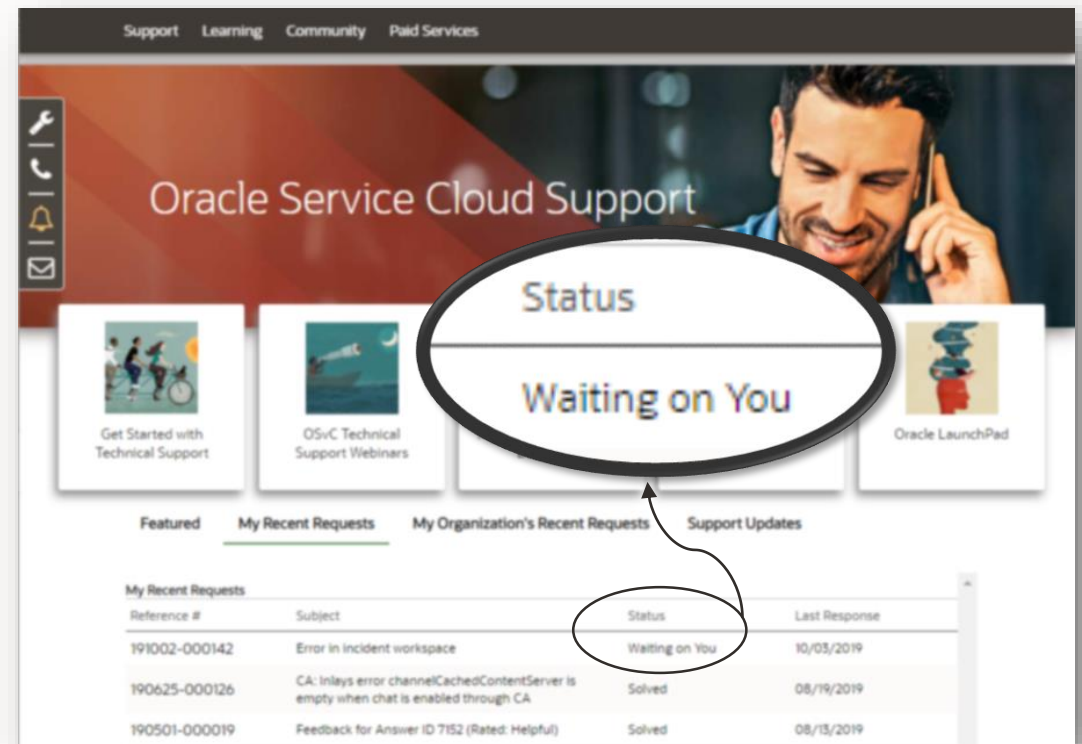 Support Learning Community Paid Services
Oracle Service Cloud Support
Status
Waiting on You
Get Started with
Technical Support
OSvC Technical
Support Webinars
Oracle LaunchPad
Featured My Recent Requests My Organization's Recent Requests Support Updates
My Recent Requests
Reference # Subject Status Last Response
191002-000142 Error in incident workspace Waiting on You 10/03/2019
190625-000126 CA: Inlays error channelCachedContentServer is
empty when chat is enabled through CA Solved 08/19/2019
190501-000019 Feedback for Answer ID 7152 (Rated: Helpful) Solved 08/13/2019